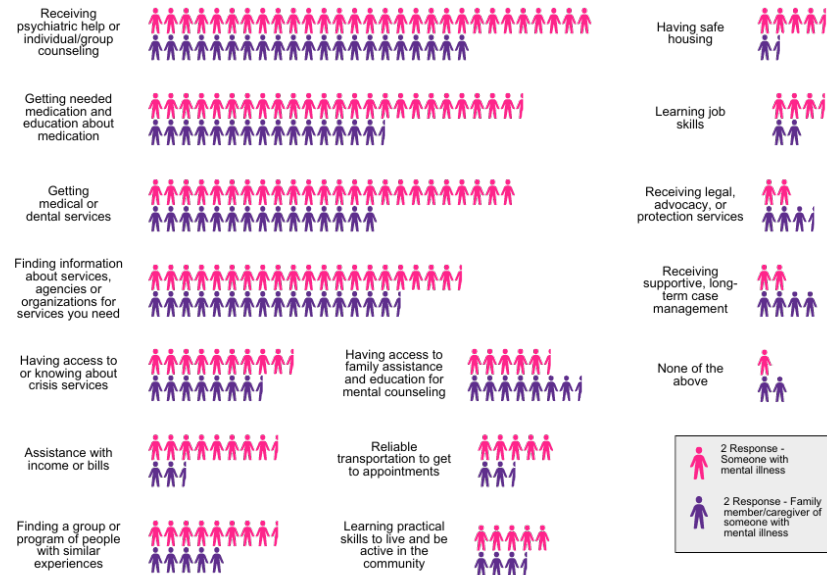 Receiving
psychiatric help or
individual/group
counseling
Having safe
housing
Getting needed
medication and
education about
medication
Learning job
skills
Getting
medical or
dental services
Receiving legal,
advocacy, or
protection services
Finding information
about services,
agencies or
organizations for
services you need
Receiving
supportive, long-
term case
management
Having access to
or knowing about
crisis services
Having access to
family assistance
and education for
mental counseling
None of the
above
Assistance with
income or bills
Reliable
transportation to get
to appointments
2 Response -
Someone with
mental illness
2 Response - Family
member/caregiver of
someone with
mental illness
Finding a group or
program of people
with similar
experiences
Learning practical
skills to live and be
active in the
community